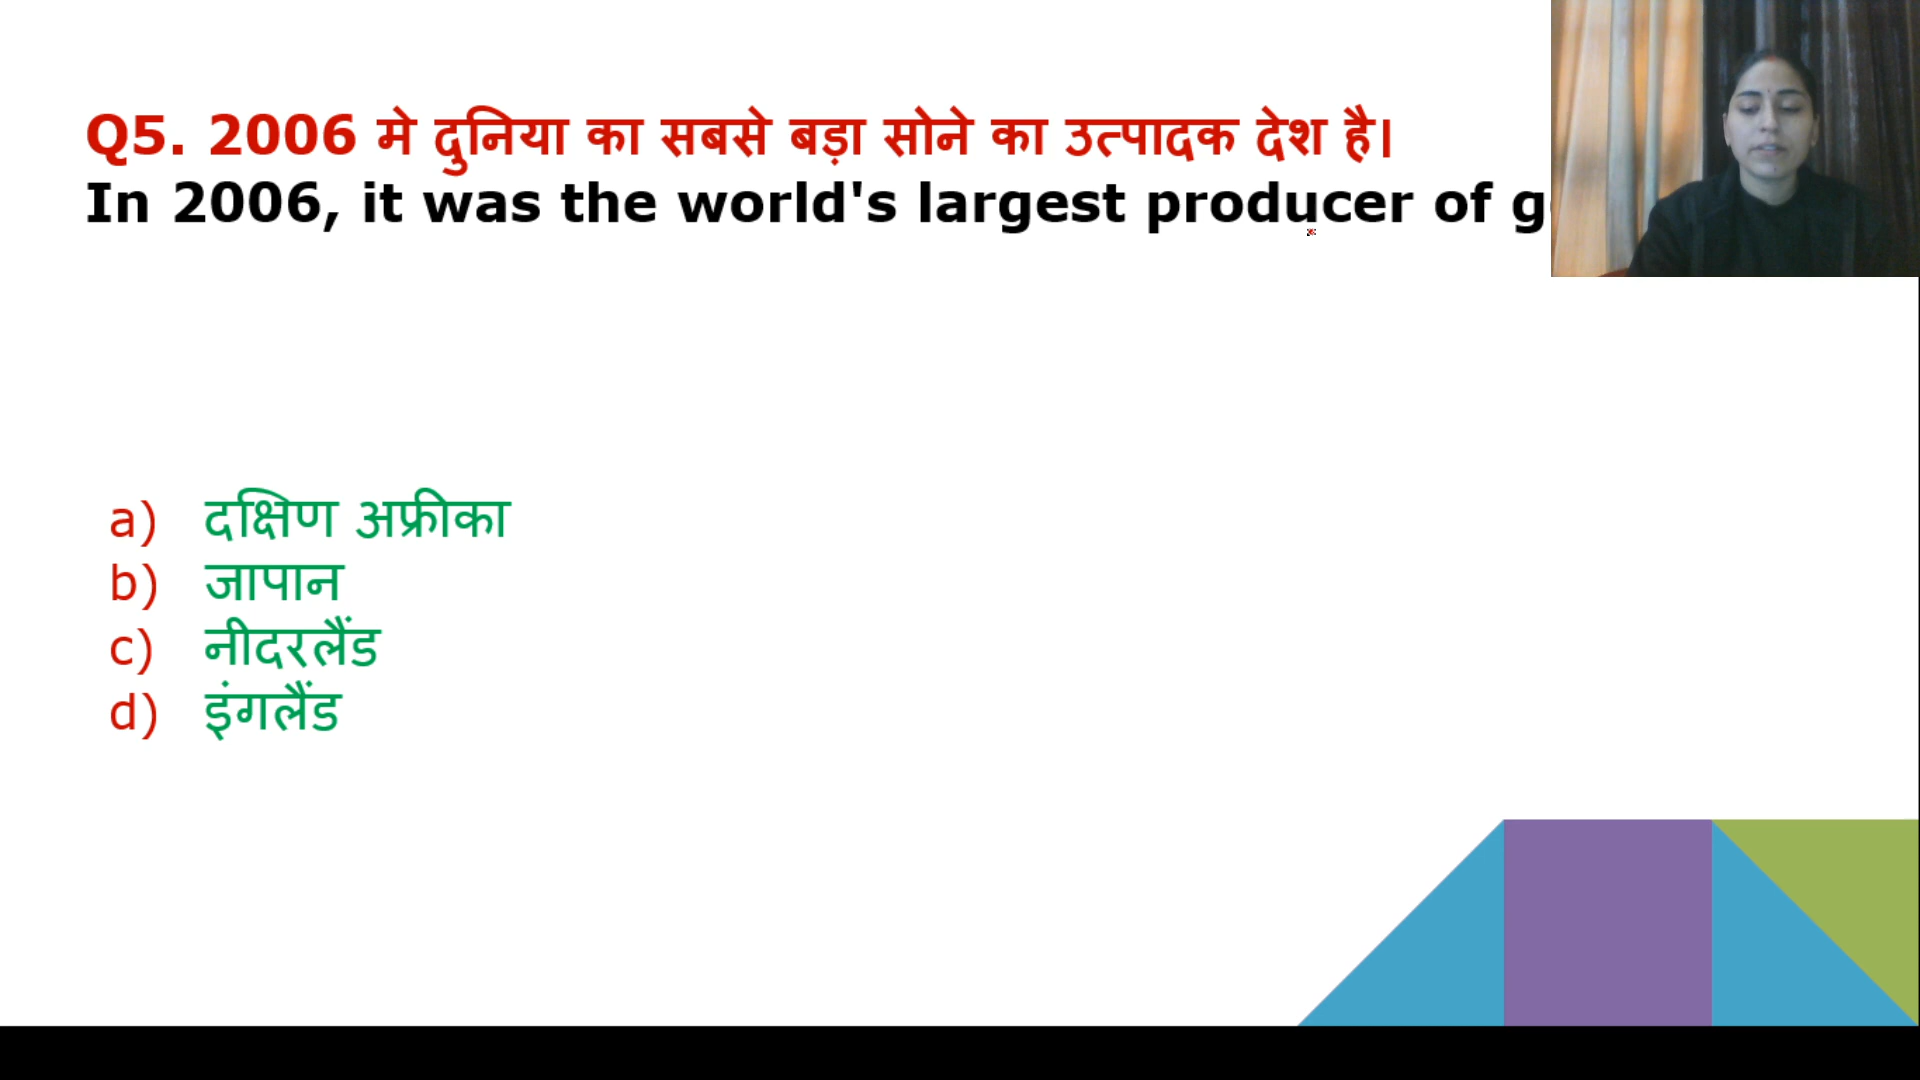 Q5. 2006 मे दुनिया का सबसे बड़ा सोने का उत्पादक देश है।
In 2006, it was the world's largest producer of
a) दक्षिण अफ्रीका
b) जापान
c) नीदरलैंड
d) इंगलैंड